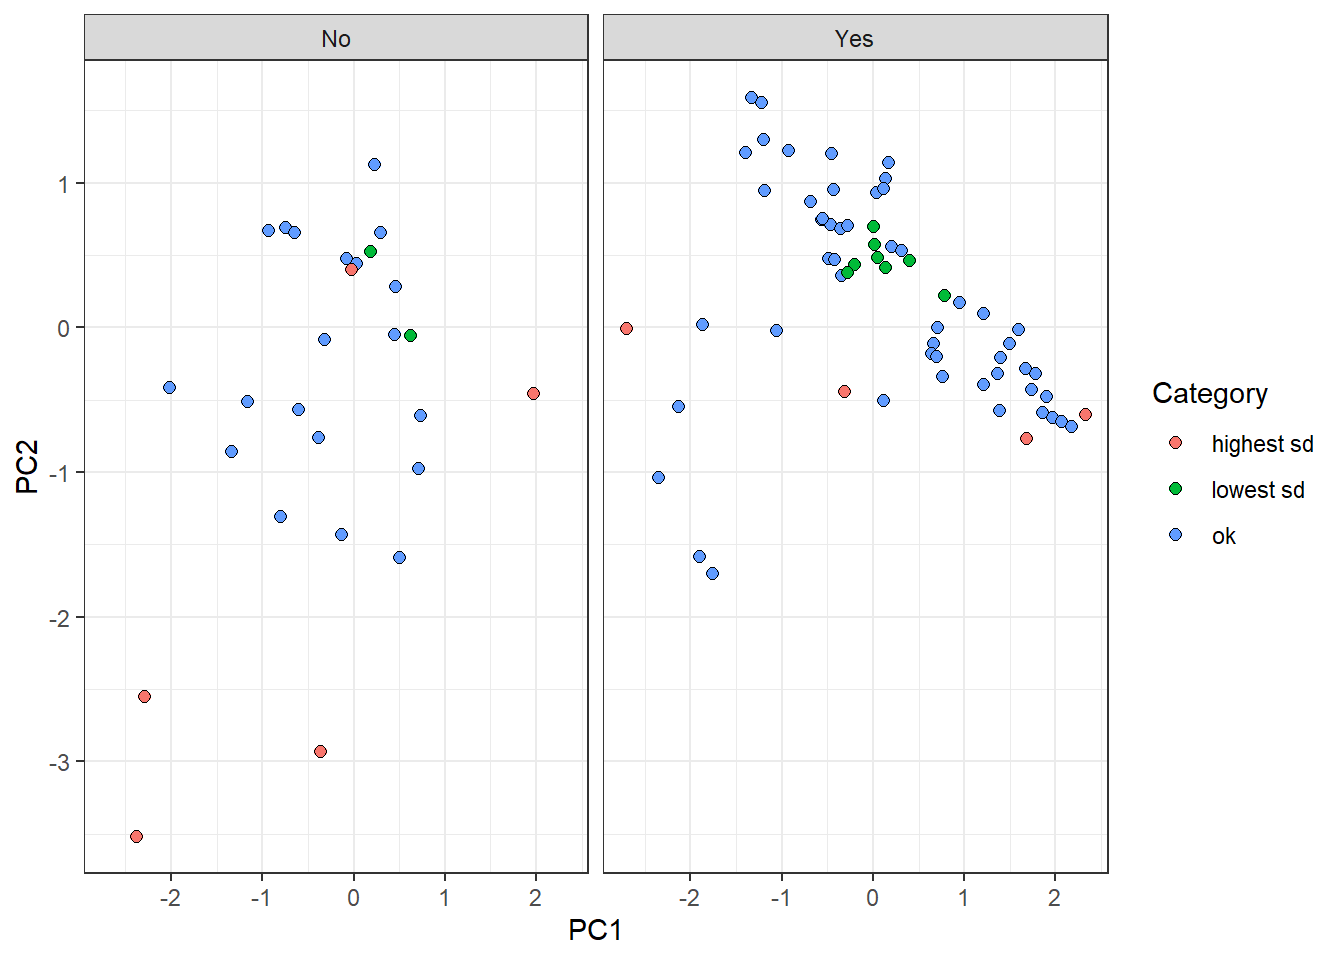 No
Yes
1
0
-1
-2
-3
PC2
-2 -1 0 1 2
-2 -1 0 1 2
PC1
Category
highest sd
lowest sd
ok